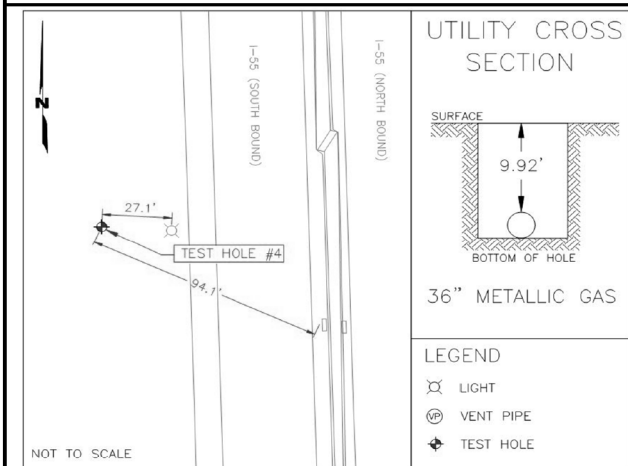 N
I-55 (SOUTH BOUND)
I-55 (NORTH BOUND)
27.1'
TEST HOLE #4
94.1'
NOT TO SCALE
UTILITY CROSS
SECTION
SURFACE
9.92'
BOTTOM OF HOLE
36" METALLIC GAS
LEGEND
LIGHT
VP VENT PIPE
TEST HOLE